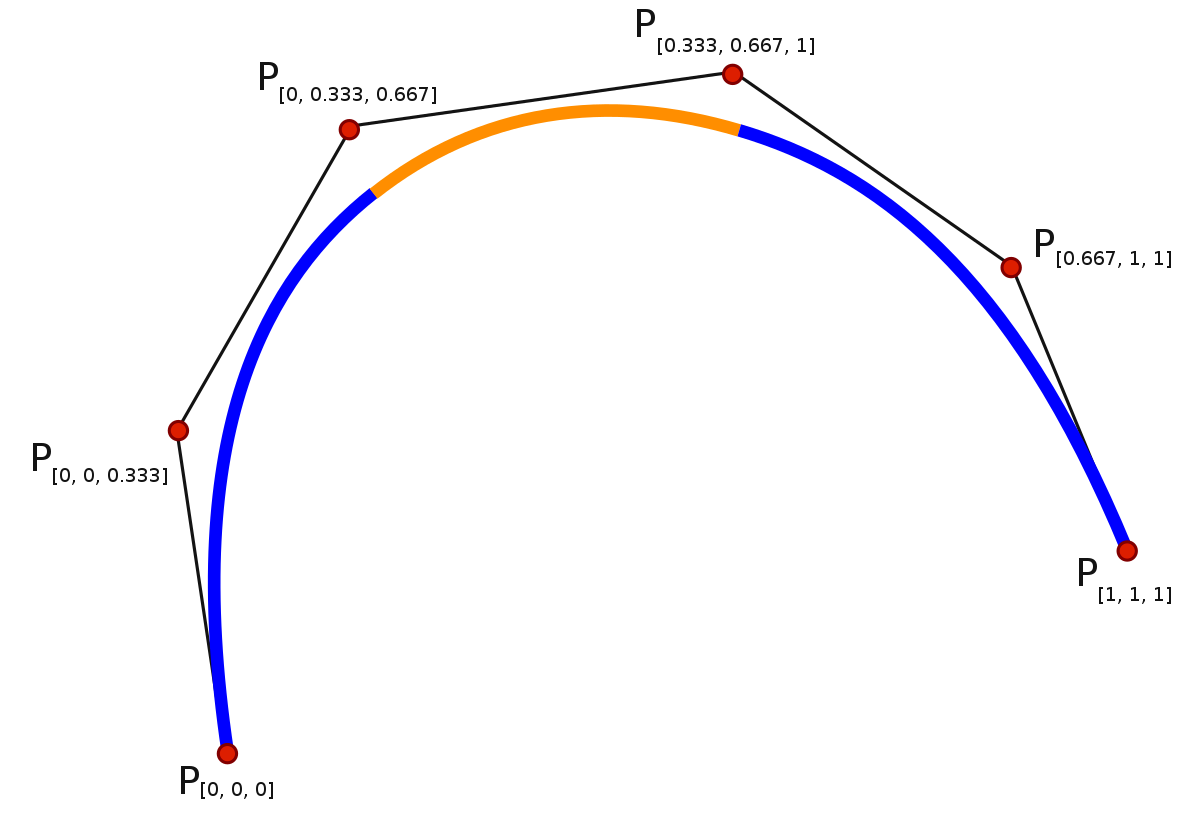 P[0.333, 0.667, 1]
P[0, 0.333, 0.667]
P[0.667, 1, 1]
P[0, 0, 0.333]
P[1, 1, 1]
P[0, 0, 0]